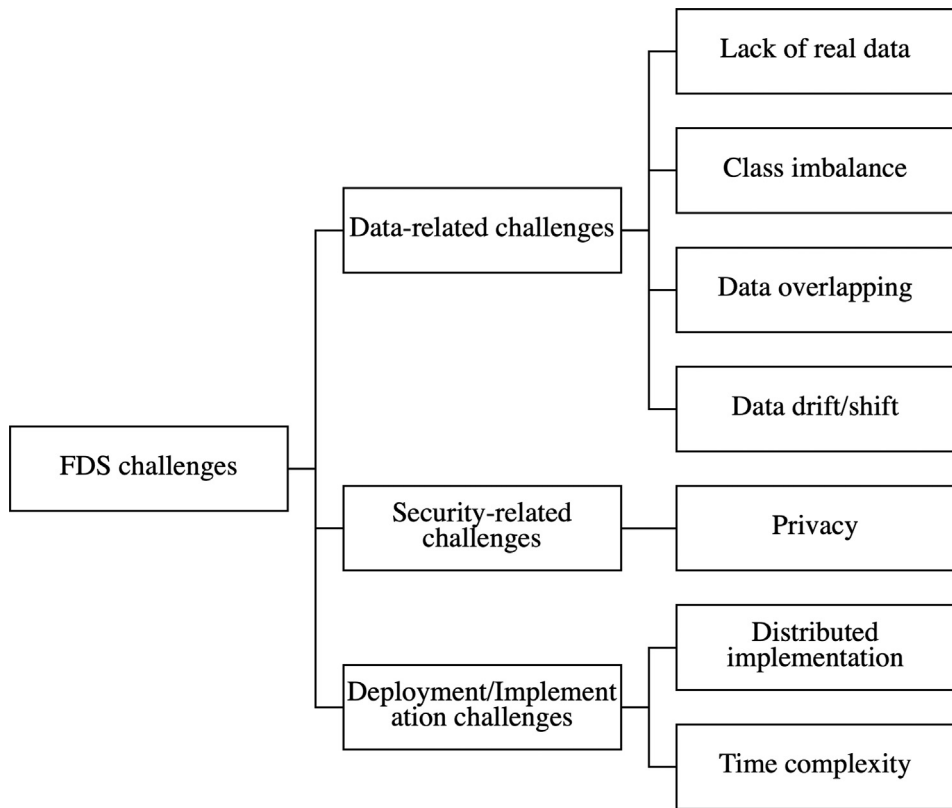 Lack of real data
Class imbalance
Data-related challenges
Data overlapping
Data drift/shift
FDS challenges
Security-related
challenges
Privacy
Distributed
implementation
Deployment/Implement
ation challenges
Time complexity